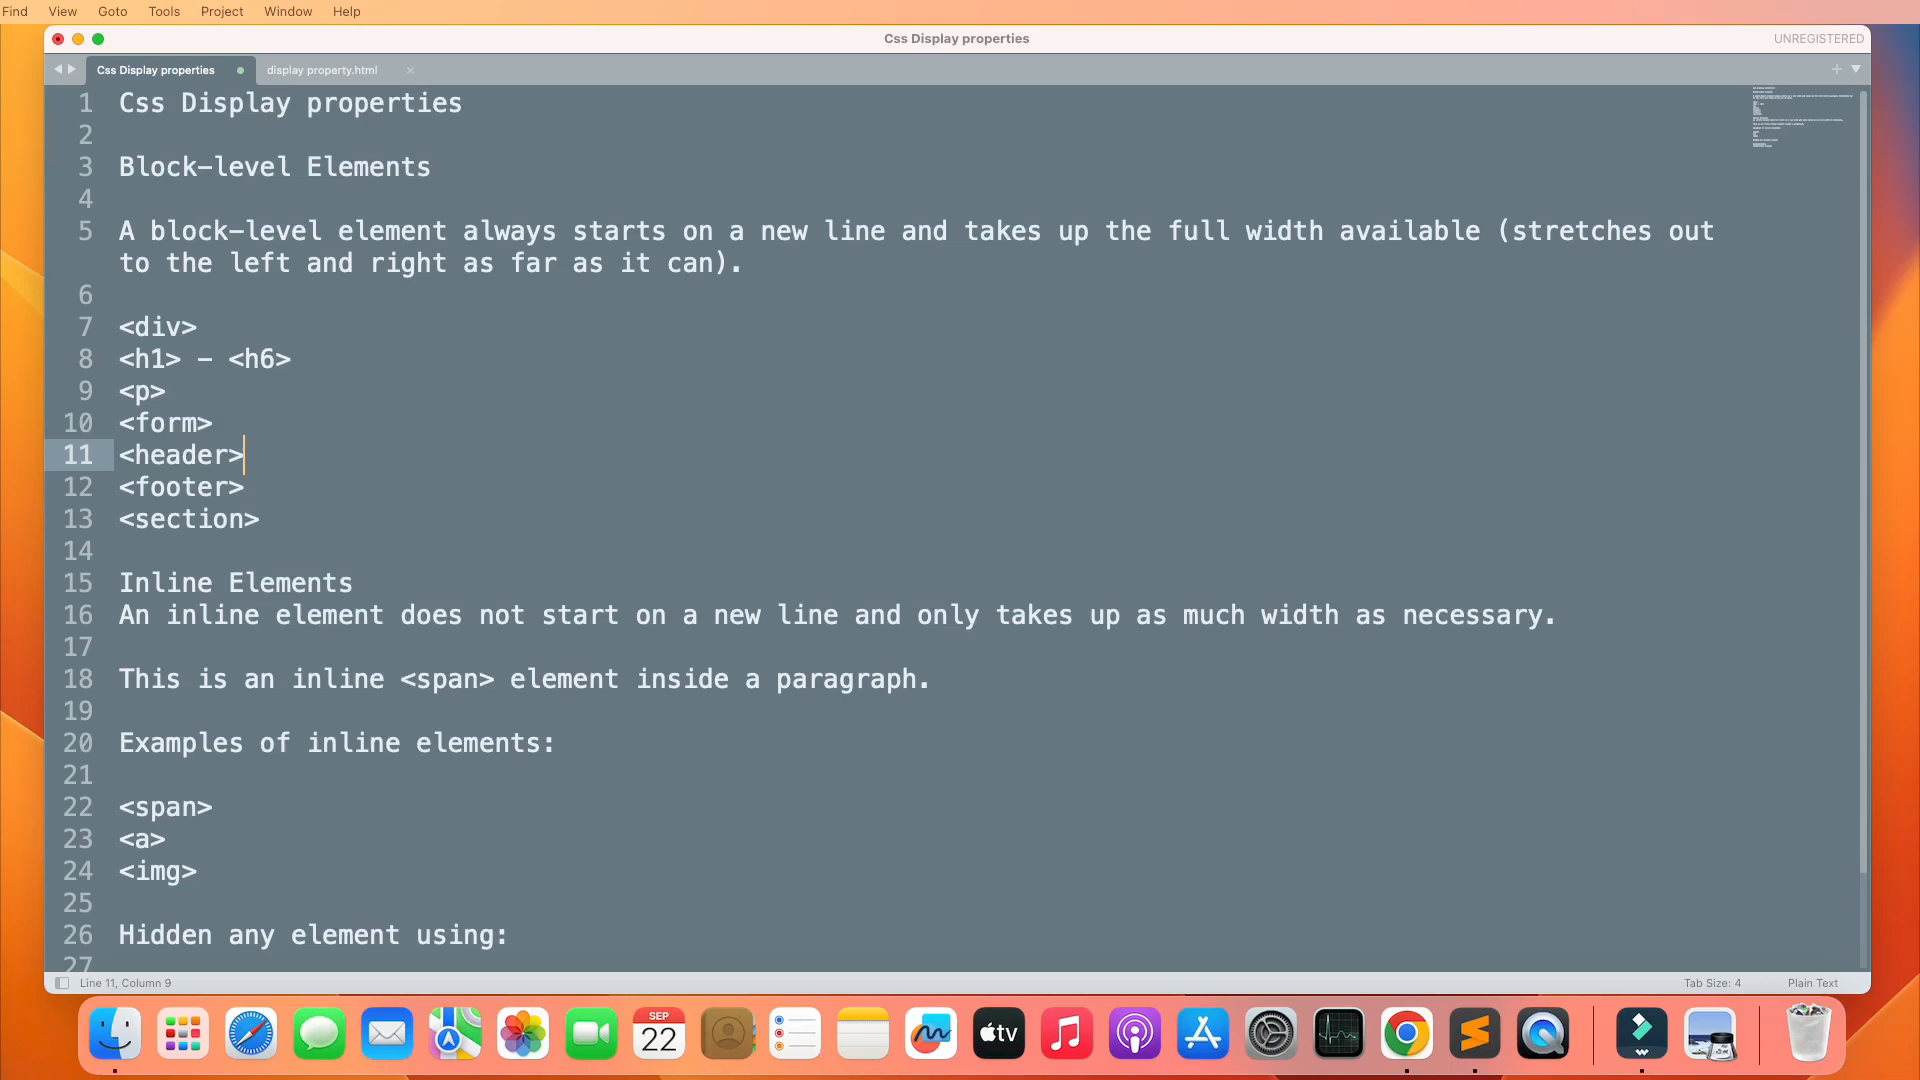 Find View Goto Tools Project Window Help
Css Display properties UNREGISTERED
Css Display properties display property.html
1 Css Display properties
2
3 Block-level Elements
4
5 A block-level element always starts on a new line and takes up the full width available (stretches out
to the left and right as far as it can).
6
7 <div>
8 <h1> - <h6>
9 <p>
10 <form>
11 <header>
12 <footer>
13 <section>
14
15 Inline Elements
16 An inline element does not start on a new line and only takes up as much width as necessary.
17
18 This is an inline <span> element inside a paragraph.
19
20 Examples of inline elements:
21
22 <span>
23 <a>
24 <img>
25
26 Hidden any element using:
27
Line 11, Column 9 Tab Size: 4 Plain Text
SEP
22
tv